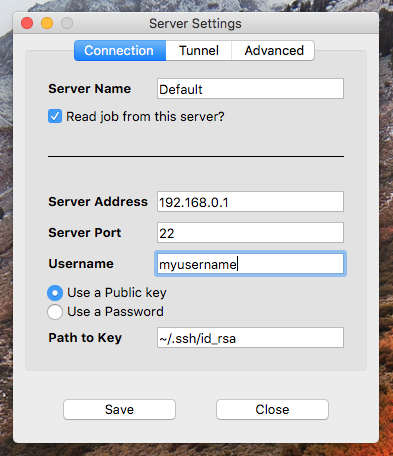 Server Settings
Connection Tunnel Advanced
Server Name Default
Read job from this server?
Server Address 192.168.0.1
Server Port 22
Username myusername
Use a Public key
Use a Password
Path to Key ~/.ssh/id_rsa
Save Close